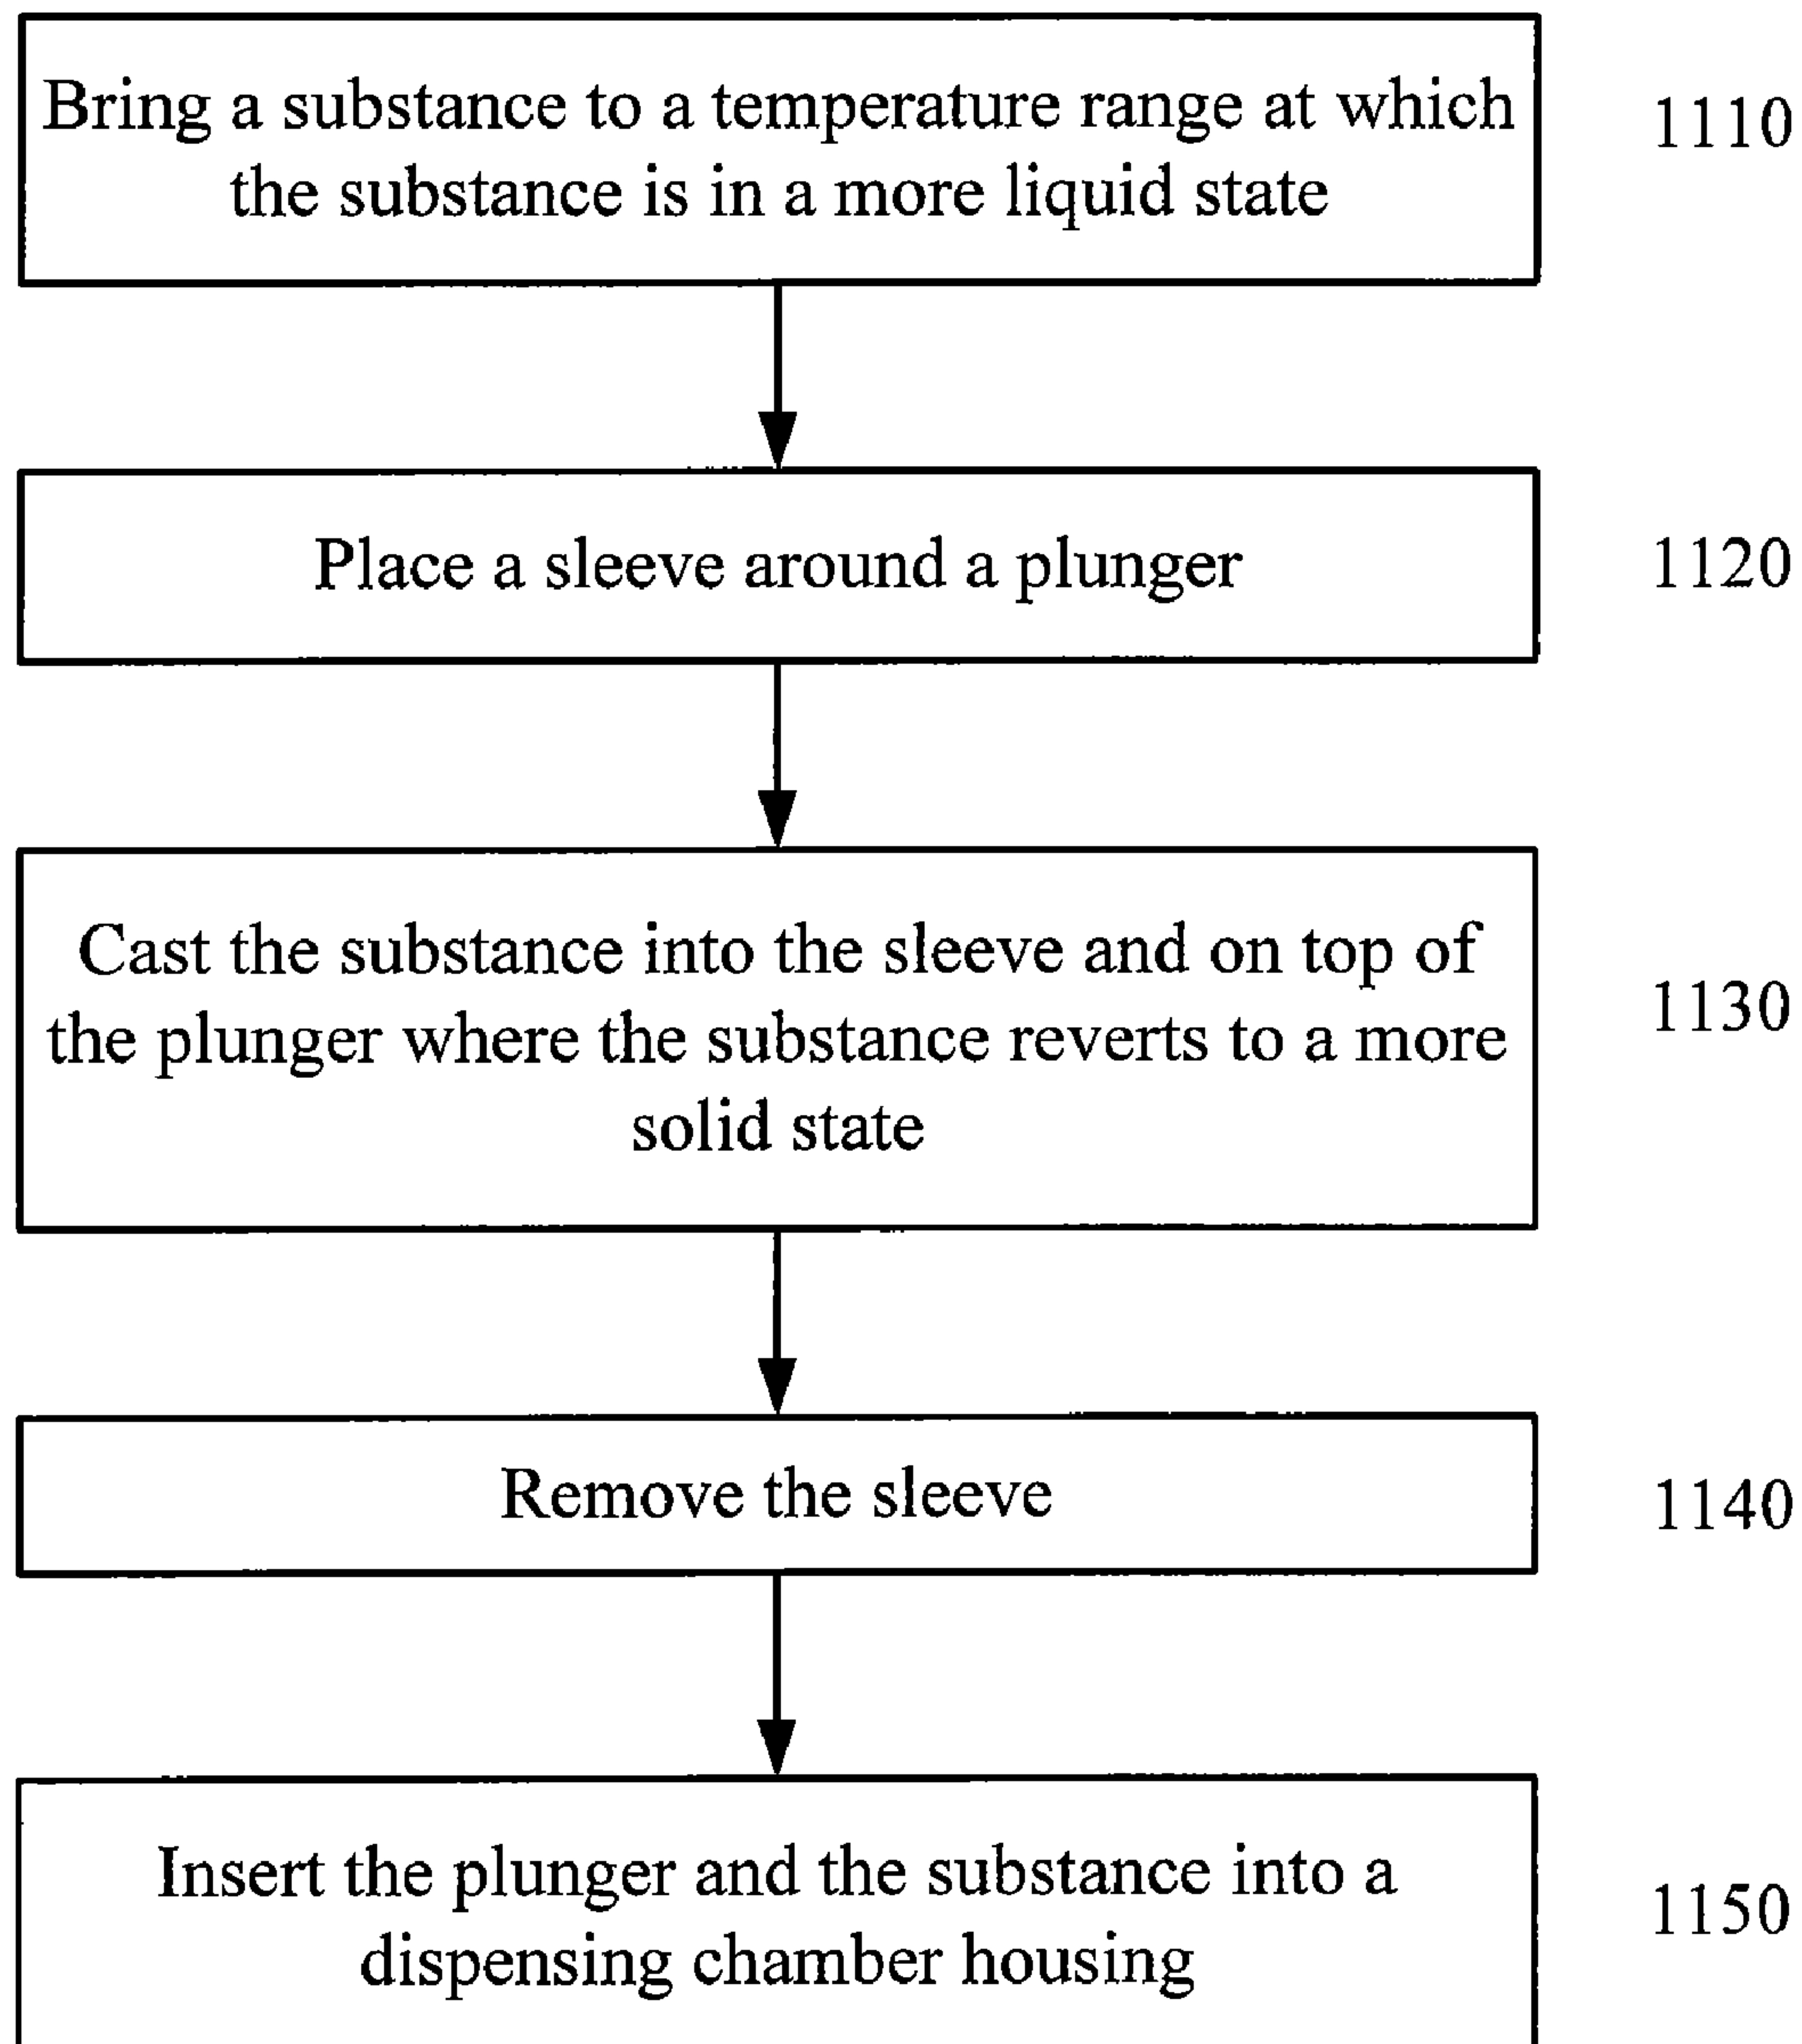 Bring a substance to a temperature range at which
the substance is in a more liquid state
1110
Place a sleeve around a plunger
1120
Cast the substance into the sleeve and on top of
the plunger where the substance reverts to a more
solid state
1130
Remove the sleeve
1140
Insert the plunger and the substance into a
dispensing chamber housing
1150